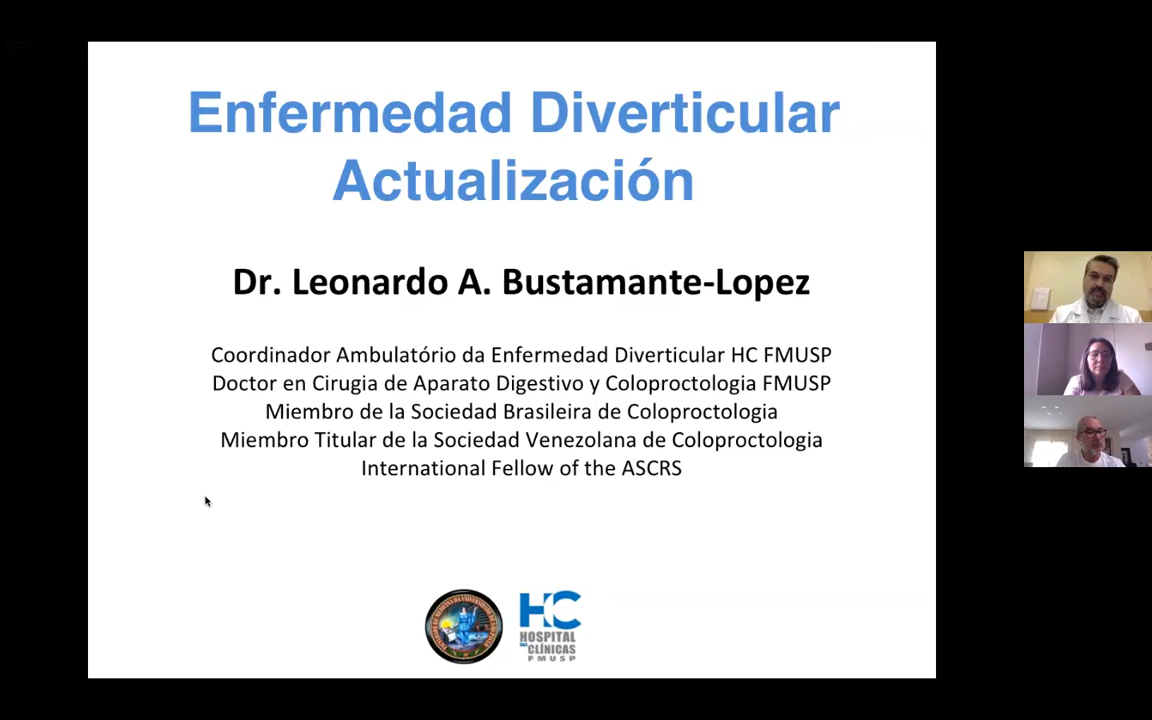 Enfermedad Diverticular
Actualización
Dr. Leonardo A. Bustamante-Lopez
Coordinador Ambulatório da Enfermedad Diverticular HC FMUSP
Doctor en Cirugia de Aparato Digestivo y Coloproctologia FMUSP
Miembro de la Sociedad Brasileira de Coloproctologia
Miembro Titular de la Sociedad Venezolana de Coloproctologia
International Fellow of the ASCRS
HC
HOSPITAL
DAS CLÍNICAS
FMUSP